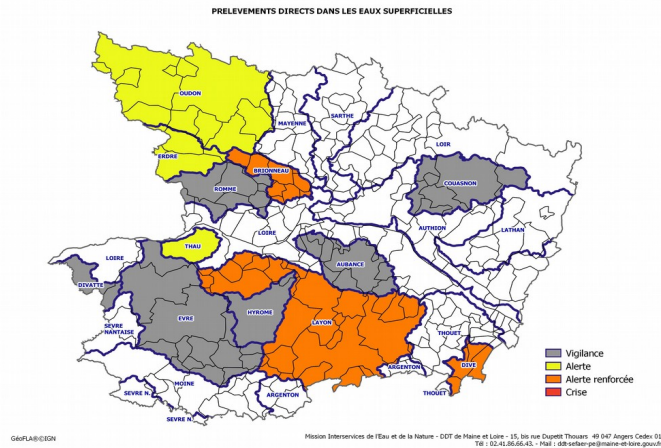 PRELEVEMENTS DIRECTS DANS LES EAUX SUPERFICIELLES
OUDON
MAYENNE
SARTHE
LOIR
ERDRE
BRIONNEAU
ROMME
COUASNON
AUTHION
LATHAN
LOIRE
THAU
LOIRE
AUBANCE
DIVATTE
EVRE
HYROME
LAYON
SEVRE
NANTAISE
THOUET
DIVE
ARGENTON
MOINE
SEVRE N.
ARGENTON
THOUET
SEVRE N.
Vigilance
Alerte
Alerte renforcée
Crise
GéoFLA®©IGN
Mission Interservices de l'Eau et de la Nature - DDT de Maine et Loire - 15, bis rue Dupetit Thouars 49 047 Angers Cedex 01
Tél : 02.41.86.66.43. - Mail : ddt-sefaer-pe@maine-et-loire.gouv.fr